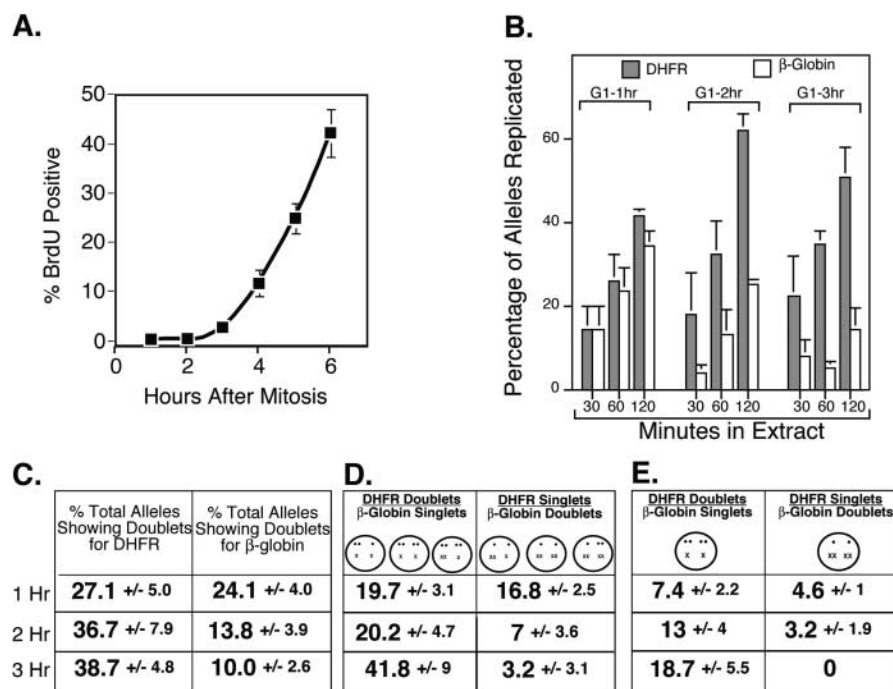 A.
50
40
30
20
10
0
% BrdU Positive
0 2 4 6
Hours After Mitosis
B.
DHFR β-Globin
G1-1hr G1-2hr G1-3hr
60
40
20
0
Percentage of Alleles Replicated
30 60 120 30 60 120 30 60 120
Minutes in Extract
C.
% Total Alleles
Showing Doublets
for DHFR
% Total Alleles
Showing Doublets
for β-globin
1 Hr 27.1 +/- 5.0 24.1 +/- 4.0
2 Hr 36.7 +/- 7.9 13.8 +/- 3.9
3 Hr 38.7 +/- 4.8 10.0 +/- 2.6
D.
DHFR Doublets
β-Globin Singlets
DHFR Singlets
β-Globin Doublets
x x x x x x xx x xx xx xx xx
19.7 +/- 3.1 16.8 +/- 2.5
20.2 +/- 4.7 7 +/- 3.6
41.8 +/- 9 3.2 +/- 3.1
E.
DHFR Doublets
β-Globin Singlets
DHFR Singlets
β-Globin Doublets
x x xx xx
7.4 +/- 2.2 4.6 +/- 1
13 +/- 4 3.2 +/- 1.9
18.7 +/- 5.5 0